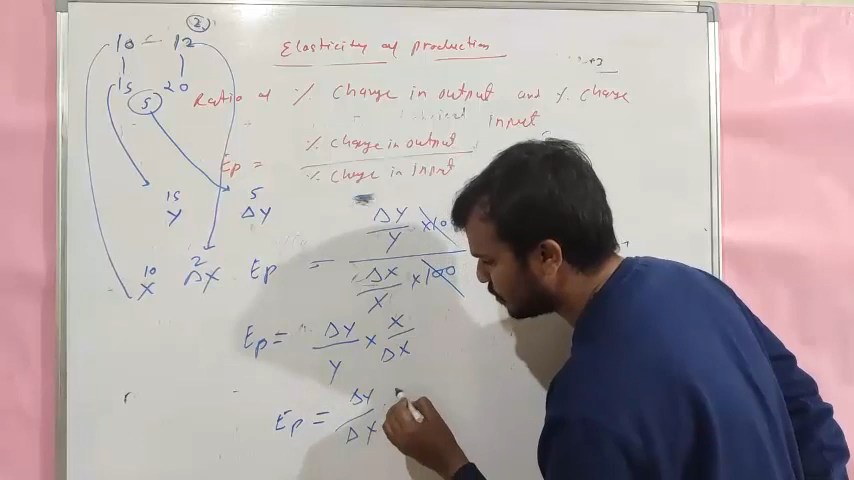 2
10 - 12
Elasticity of production
15 20
5
Ratio of % Change in output and % Change
Input
Ep = % Change in output
% Change in Input
15 5
Y ΔY
10 2
X ΔX
Ep = ΔY/Y x100
ΔX/X x100
Ep = ΔY/Y x X/ΔX
Ep = ΔY/ΔX